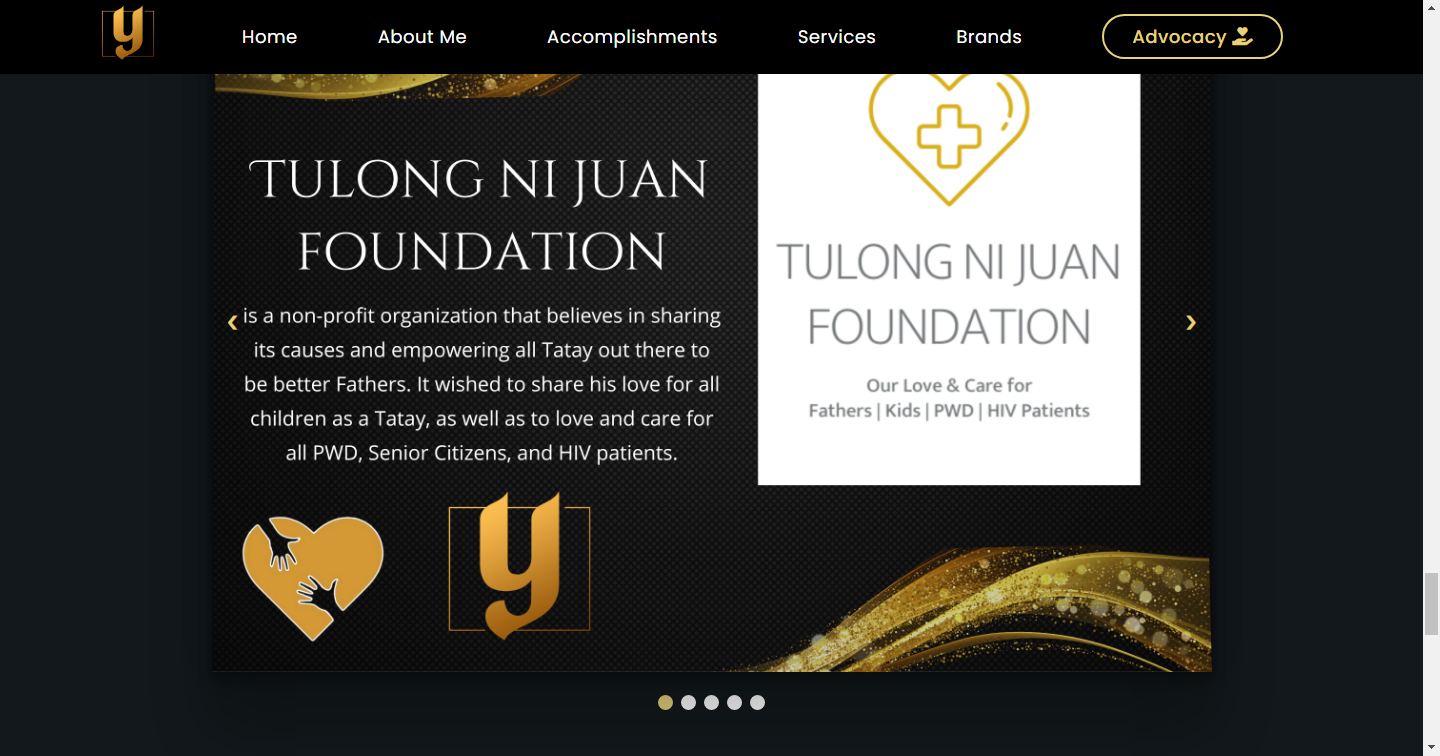 y
Home
About Me
Accomplishments
Services
Brands
Advocacy
TULONG NI JUAN
FOUNDATION
is a non-profit organization that believes in sharing
its causes and empowering all Tatay out there to
be better Fathers. It wished to share his love for all
children as a Tatay, as well as to love and care for
all PWD, Senior Citizens, and HIV patients.
y
TULONG NI JUAN
FOUNDATION
Our Love & Care for
Fathers | Kids | PWD | HIV Patients